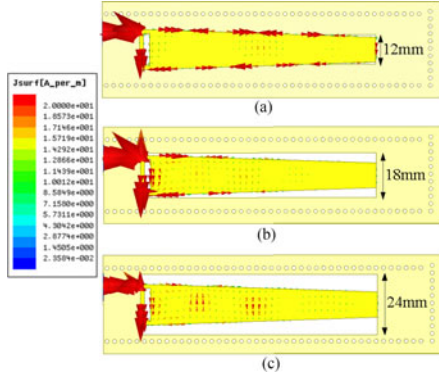 12mm
(a)
Jsurf[A_per_m]
2.0000e+001
1.8573e+001
1.7146e+001
1.5719e+001
1.4292e+001
1.2866e+001
1.1439e+001
1.0012e+001
8.5849e+000
7.1580e+000
5.7311e+000
4.3042e+000
2.8774e+000
1.4505e+000
2.3584e-002
18mm
(b)
24mm
(c)